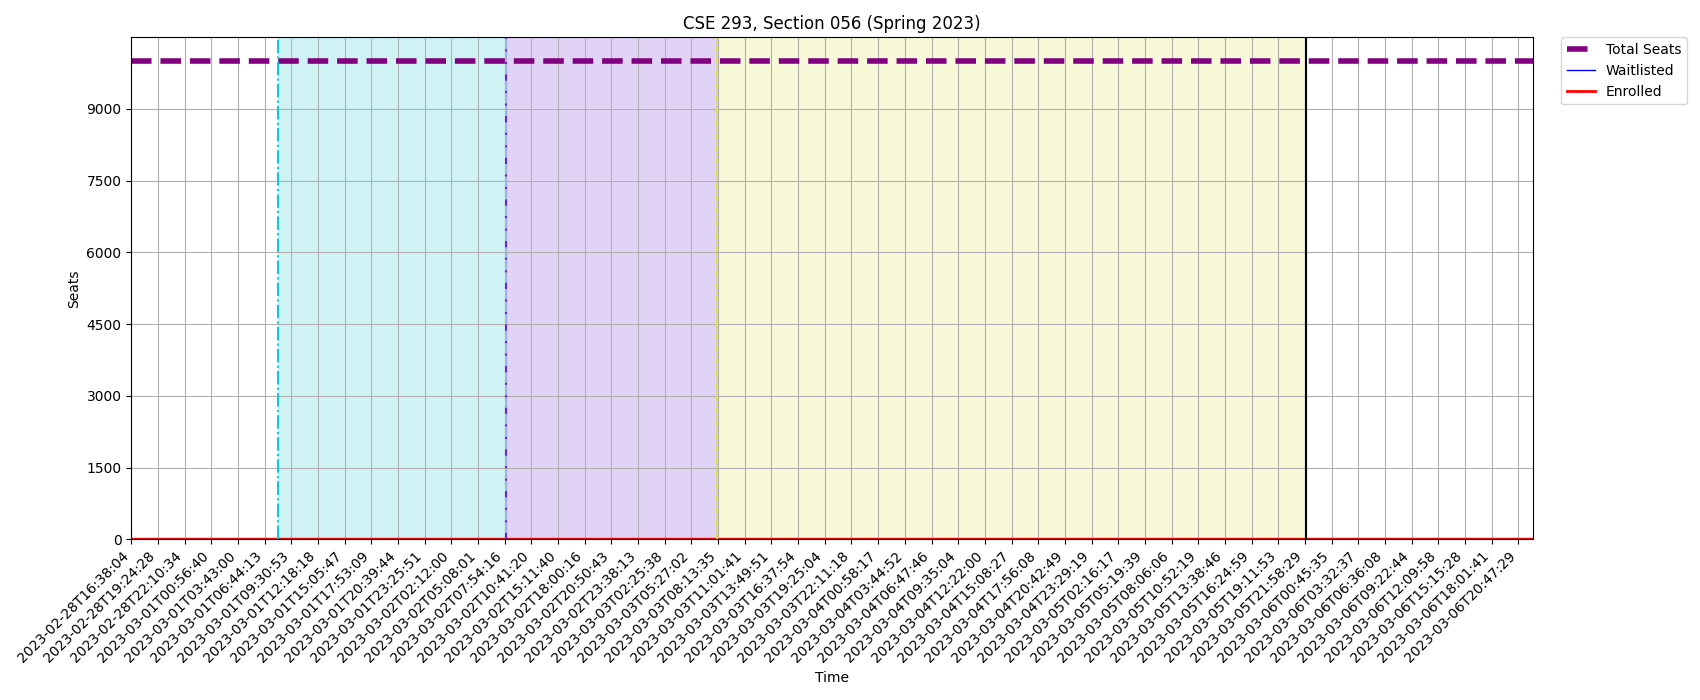 CSE 293, Section 056 (Spring 2023)
Total Seats
Waitlisted
Enrolled
Seats
9000
7500
6000
4500
3000
1500
0
2023-02-28T16:38:04
2023-02-28T19:24:28
2023-02-28T22:10:34
2023-03-01T00:56:40
2023-03-01T03:43:00
2023-03-01T06:44:13
2023-03-01T09:30:53
2023-03-01T12:18:18
2023-03-01T15:05:47
2023-03-01T17:53:09
2023-03-01T20:39:44
2023-03-01T23:25:51
2023-03-02T02:12:00
2023-03-02T05:08:01
2023-03-02T07:54:16
2023-03-02T10:41:20
2023-03-02T15:11:40
2023-03-02T18:00:16
2023-03-02T20:50:43
2023-03-02T23:38:13
2023-03-03T02:25:38
2023-03-03T05:27:02
2023-03-03T08:13:35
2023-03-03T11:01:41
2023-03-03T13:49:51
2023-03-03T16:37:54
2023-03-03T19:25:04
2023-03-03T22:11:18
2023-03-04T00:58:17
2023-03-04T03:44:52
2023-03-04T06:47:46
2023-03-04T09:35:04
2023-03-04T12:22:00
2023-03-04T15:08:27
2023-03-04T17:56:08
2023-03-04T20:42:49
2023-03-04T23:29:19
2023-03-05T02:16:17
2023-03-05T05:19:39
2023-03-05T08:06:06
2023-03-05T10:52:19
2023-03-05T13:38:46
2023-03-05T16:24:59
2023-03-05T19:11:53
2023-03-05T21:58:29
2023-03-06T00:45:35
2023-03-06T03:32:37
2023-03-06T06:36:08
2023-03-06T09:22:44
2023-03-06T12:09:58
2023-03-06T15:15:28
2023-03-06T18:01:41
2023-03-06T20:47:29
Time